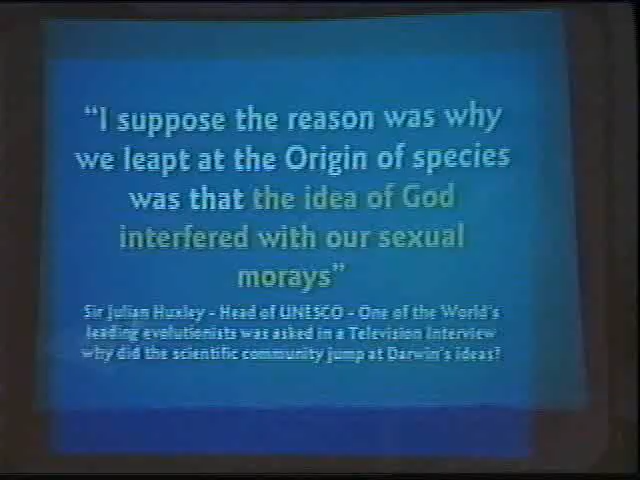 “I suppose the reason was why
we leapt at the Origin of species
was that the idea of God
interfered with our sexual
morays”
Sir Julian Huxley - Head of UNESCO - One of the World's
leading evolutionists was asked in a Television Interview
why did the scientific community jump at Darwin's ideas?